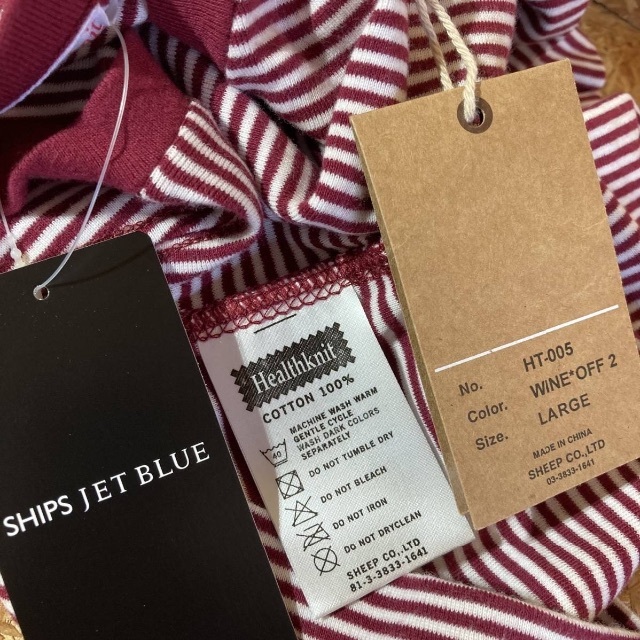 SHIPS JET BLUE
Healthknit
COTTON 100%
MACHINE WASH WARM
GENTLE CYCLE
WASH DARK COLORS
SEPARATELY
40
DO NOT TUMBLE DRY
DO NOT BLEACH
DO NOT IRON
DO NOT DRYCLEAN
SHEEP CO,.LTD
81.3-3833-1641
No. HT-005
Color. WINE*OFF 2
Size. LARGE
MADE IN CHINA
SHEEP CO.,LTD
03-3833-1641